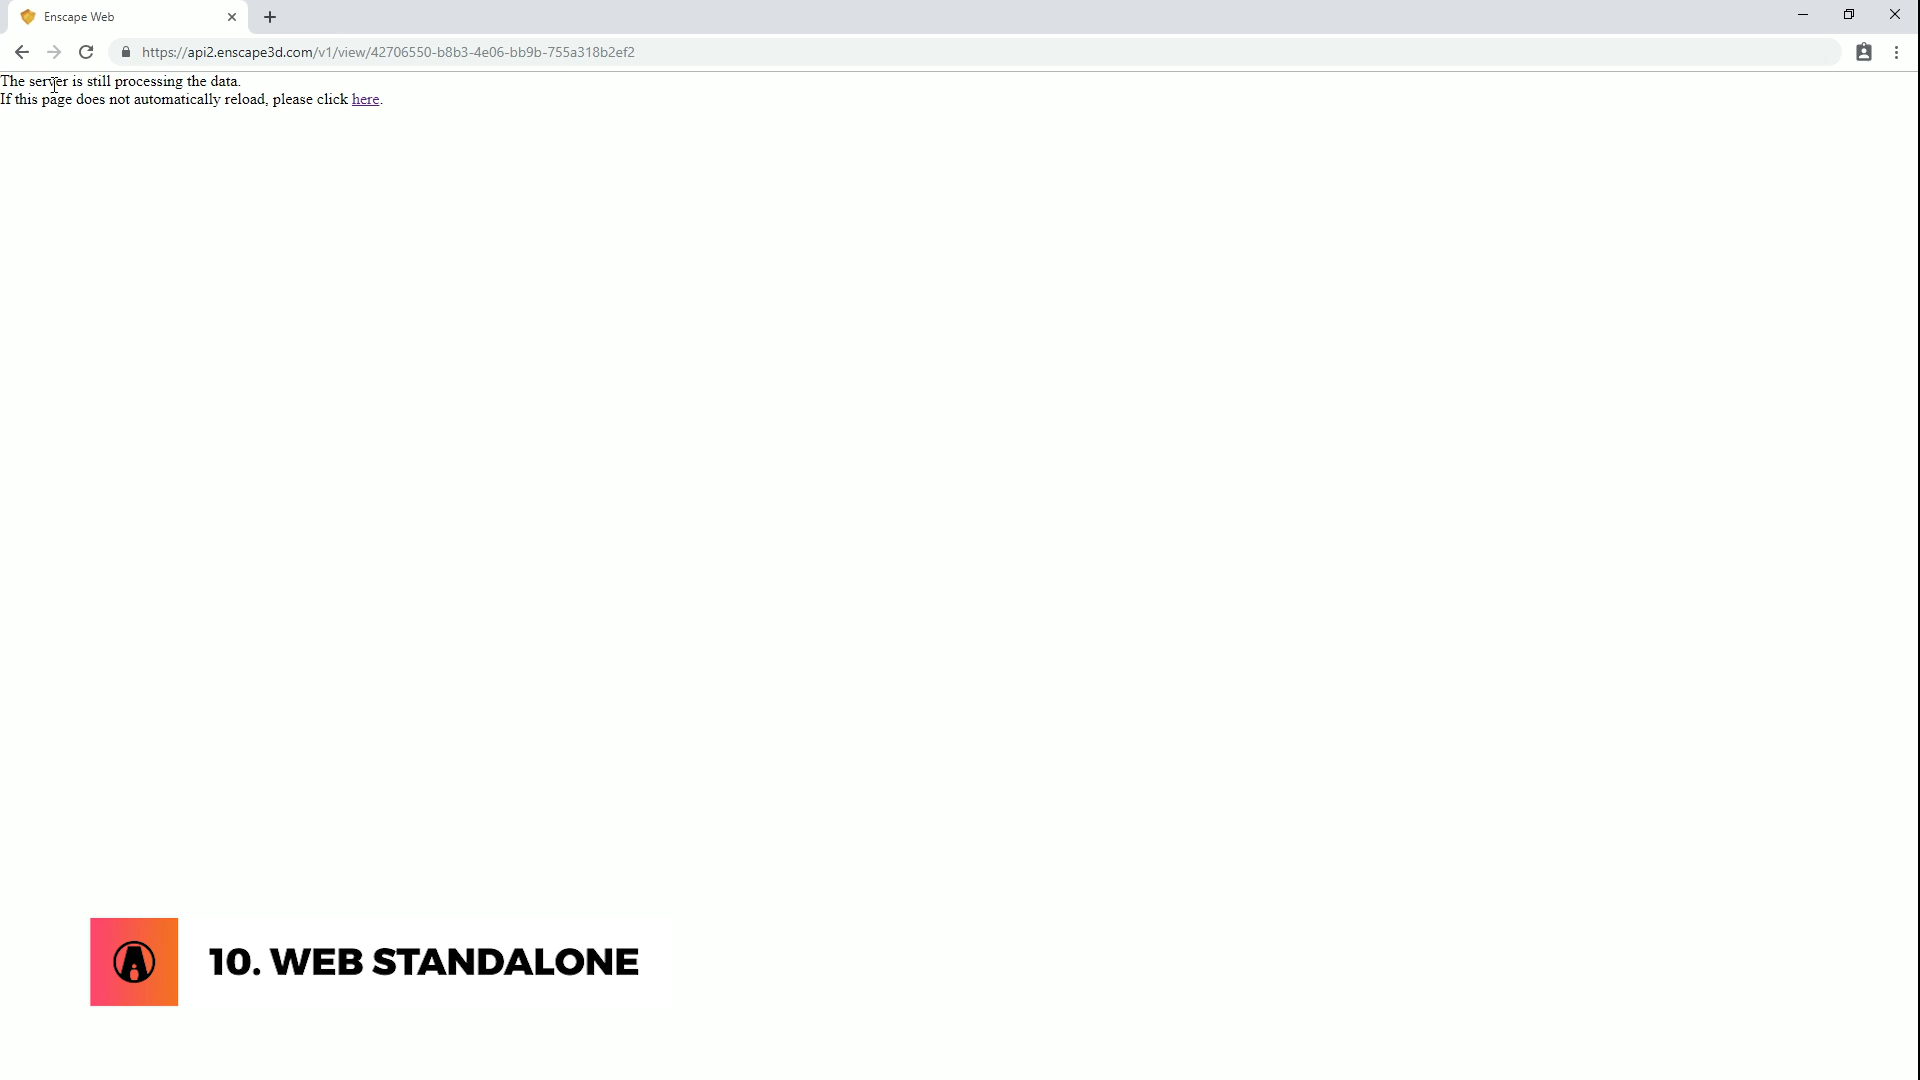 Enscape Web
https://api2.enscape3d.com/v1/view/42706550-b8b3-4e06-bb9b-755a318b2ef2
The server is still processing the data.
If this page does not automatically reload, please click here.
10. WEB STANDALONE